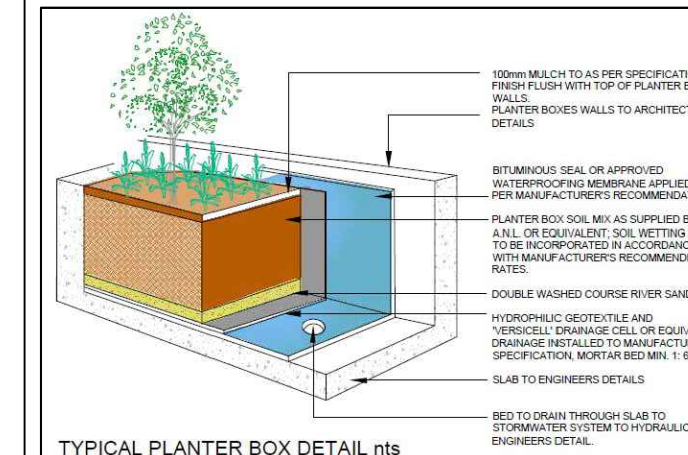 100mm MULCH TO AS PER SPECIFICATI
FINISH FLUSH WITH TOP OF PLANTER B
WALLS.
PLANTER BOXES WALLS TO ARCHITECT
DETAILS
BITUMINOUS SEAL OR APPROVED
WATERPROOFING MEMBRANE APPLIED
PER MANUFACTURER'S RECOMMENDA
PLANTER BOX SOIL MIX AS SUPPLIED B
A.N.L. OR EQUIVALENT; SOIL WETTING
TO BE INCORPORATED IN ACCORDANC
WITH MANUFACTURER'S RECOMMENDE
RATES.
DOUBLE WASHED COURSE RIVER SAND
HYDROPHILIC GEOTEXTILE AND
'VERSICELL' DRAINAGE CELL OR EQUIV
DRAINAGE INSTALLED TO MANUFACTU
SPECIFICATION, MORTAR BED MIN. 1: 6
SLAB TO ENGINEERS DETAILS
BED TO DRAIN THROUGH SLAB TO
STORMWATER SYSTEM TO HYDRAULIC
ENGINEERS DETAIL.
TYPICAL PLANTER BOX DETAIL nts